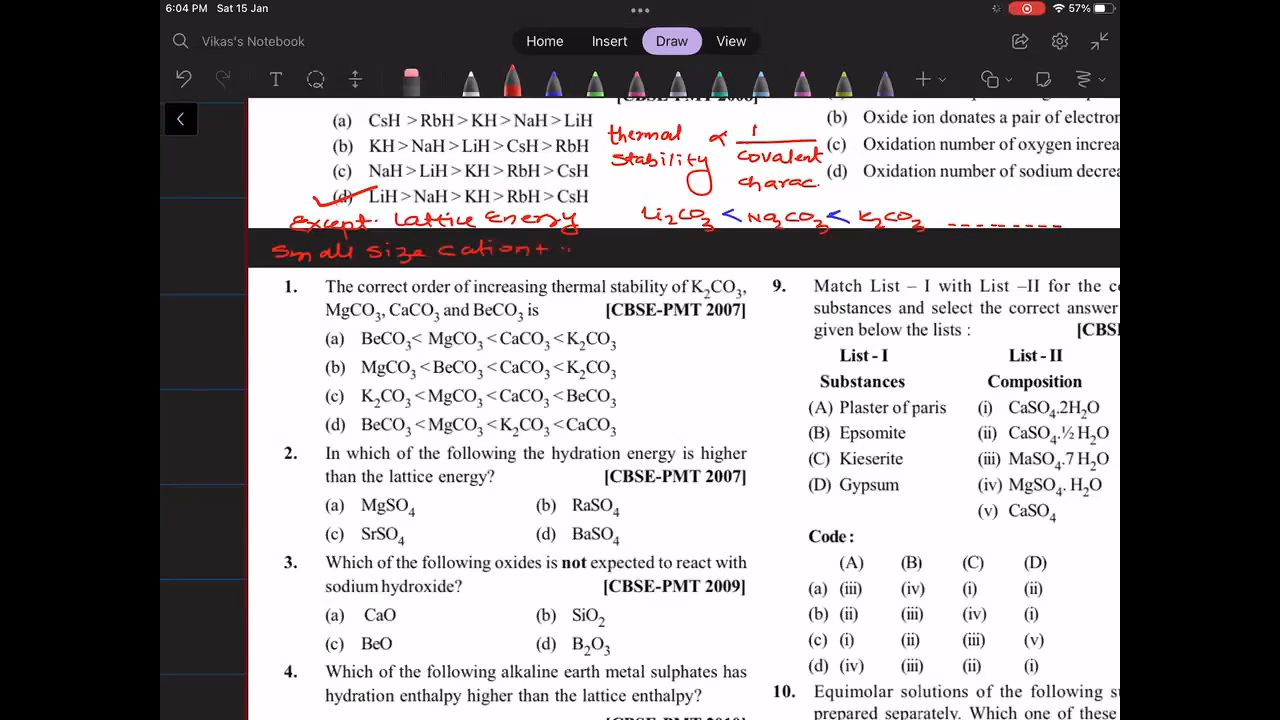 6:04 PM Sat 15 Jan
57%
Vikas's Notebook
Home Insert Draw View
(a) CsH > RbH > KH > NaH > LiH
(b) KH > NaH > LiH > CsH > RbH
(c) NaH > LiH > KH > RbH > CsH
(d) LiH > NaH > KH > RbH > CsH
thermal stability ∝ 1 / covalent charac.
Except. Lattice Energy
Li2CO3 < Na2CO3 < K2CO3 ---------
Small size cation +
1. The correct order of increasing thermal stability of K₂CO₃,
MgCO₃, CaCO₃ and BeCO₃ is [CBSE-PMT 2007]
(a) BeCO₃< MgCO₃ < CaCO₃ < K₂CO₃
(b) MgCO₃ < BeCO₃ < CaCO₃ < K₂CO₃
(c) K₂CO₃ < MgCO₃ < CaCO₃ < BeCO₃
(d) BeCO₃ < MgCO₃ < K₂CO₃ < CaCO₃
2. In which of the following the hydration energy is higher
than the lattice energy? [CBSE-PMT 2007]
(a) MgSO₄ (b) RaSO₄
(c) SrSO₄ (d) BaSO₄
3. Which of the following oxides is not expected to react with
sodium hydroxide? [CBSE-PMT 2009]
(a) CaO (b) SiO₂
(c) BeO (d) B₂O₃
4. Which of the following alkaline earth metal sulphates has
hydration enthalpy higher than the lattice enthalpy?
(b) Oxide ion donates a pair of electron
(c) Oxidation number of oxygen increa
(d) Oxidation number of sodium decrea
9. Match List – I with List –II for the c
substances and select the correct answer
given below the lists : [CBS
List - I List - II
Substances Composition
(A) Plaster of paris (i) CaSO₄.2H₂O
(B) Epsomite (ii) CaSO₄.½ H₂O
(C) Kieserite (iii) MaSO₄.7 H₂O
(D) Gypsum (iv) MgSO₄. H₂O
(v) CaSO₄
Code :
(A) (B) (C) (D)
(a) (iii) (iv) (i) (ii)
(b) (ii) (iii) (iv) (i)
(c) (i) (ii) (iii) (v)
(d) (iv) (iii) (ii) (i)
10. Equimolar solutions of the following s
prepared separately. Which one of these